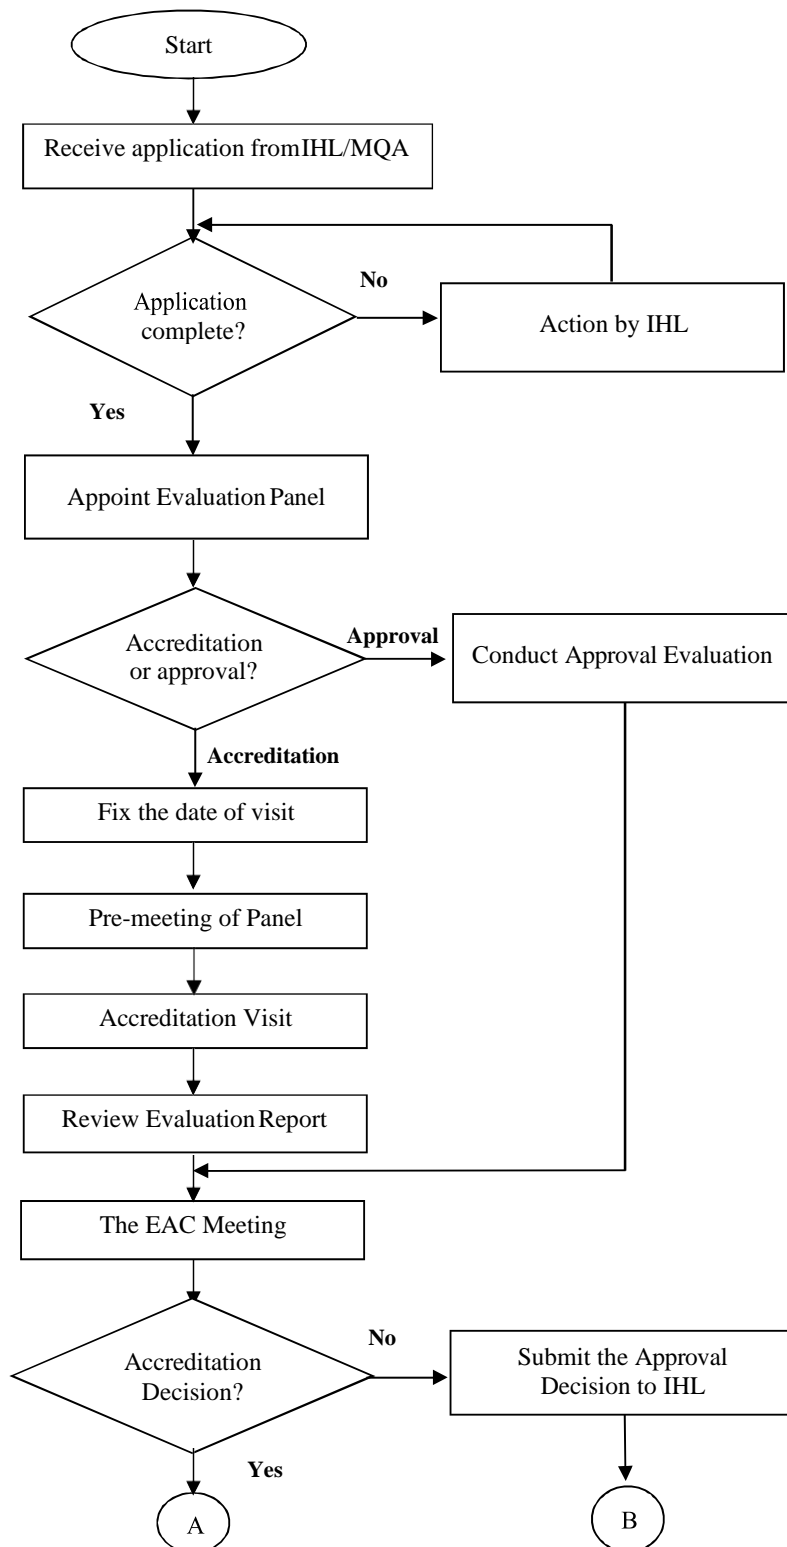 Start
Receive application from IHL/MQA
No
Application
complete?
Action by IHL
Yes
Appoint Evaluation Panel
Accreditation
or approval?
Approval
Conduct Approval Evaluation
Accreditation
Fix the date of visit
Pre-meeting of Panel
Accreditation Visit
Review Evaluation Report
The EAC Meeting
Accreditation
Decision?
No
Submit the Approval
Decision to IHL
Yes
A
B